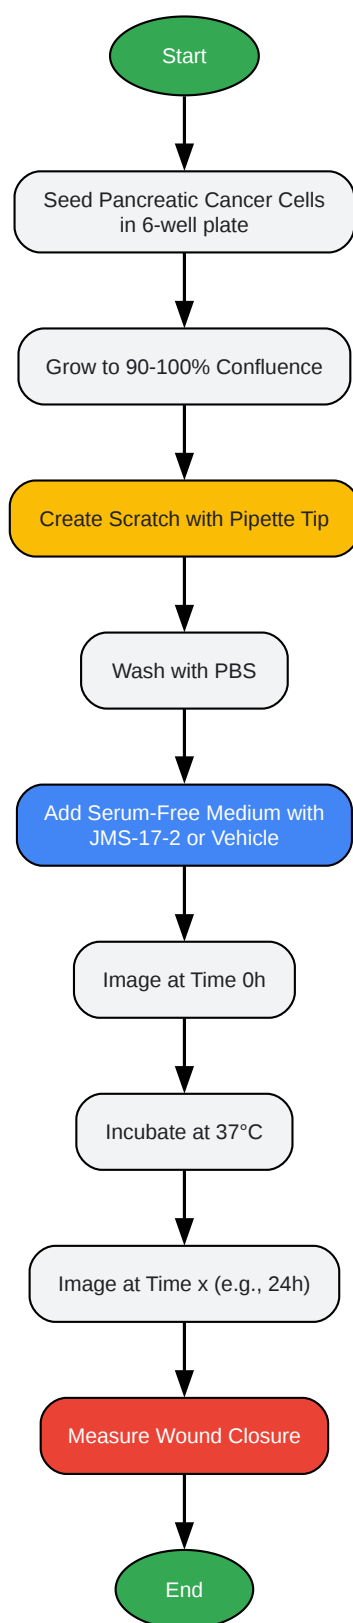 Start
Seed Pancreatic Cancer Cells
in 6-well plate
Grow to 90-100% Confluence
Create Scratch with Pipette Tip
Wash with PBS
Add Serum-Free Medium with
JMS-17-2 or Vehicle
Image at Time 0h
Incubate at 37°C
Image at Time x (e.g., 24h)
Measure Wound Closure
End